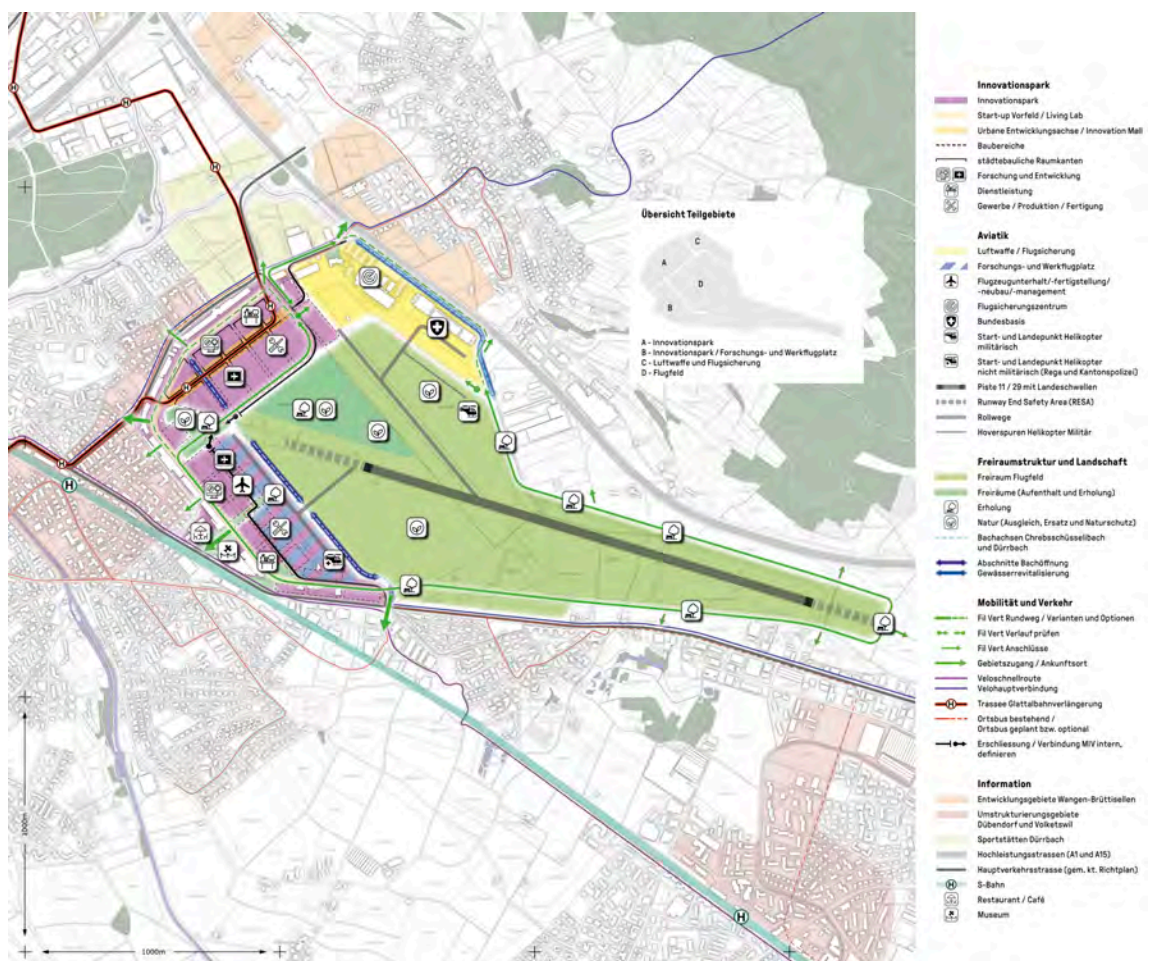 Übersicht Teilgebiete
C
A
D
B
A - Innovationspark
B - Innovationspark / Forschungs- und Werkflugplatz
C - Luftwaffe und Flugsicherung
D - Flugfeld
H
H
H
H
H
H
H
H
1000m
1000m
Innovationspark
Innovationspark
Start-up Vorfeld / Living Lab
Urbane Entwicklungsachse / Innovation Mall
Baubereiche
städtebauliche Raumkanten
Forschung und Entwicklung
Dienstleistung
Gewerbe / Produktion / Fertigung
Aviatik
Luftwaffe / Flugsicherung
Forschungs- und Werkflugplatz
Flugzeugunterhalt/-fertigstellung/
-neubau/-management
Flugsicherungszentrum
Bundesbasis
Start- und Landepunkt Helikopter
militärisch
Start- und Landepunkt Helikopter
nicht militärisch (Rega und Kantonspolizei)
Piste 11 / 29 mit Landeschwellen
Runway End Safety Area (RESA)
Rollwege
Hoverspuren Helikopter Militär
Freiraumstruktur und Landschaft
Freiraum Flugfeld
Freiräume (Aufenthalt und Erholung)
Erholung
Natur (Ausgleich, Ersatz und Naturschutz)
Bachachsen Chrebsschüsselibach
und Dürrbach
Abschnitte Bachöffnung
Gewässerrevitalisierung
Mobilität und Verkehr
Fil Vert Rundweg / Varianten und Optionen
Fil Vert Verlauf prüfen
Fil Vert Anschlüsse
Gebietszugang / Ankunftsort
Veloschnellroute
Velohauptverbindung
H Trassee Glattalbahnverlängerung
Ortsbus bestehend /
Ortsbus geplant bzw. optional
Erschliessung / Verbindung MIV intern,
definieren
Information
Entwicklungsgebiete Wangen-Brüttisellen
Umstrukturierungsgebiete
Dübendorf und Volketswil
Sportstätten Dürrbach
Hochleistungsstrassen (A1 und A15)
Hauptverkehrsstrasse (gem. kt. Richtplan)
H S-Bahn
Restaurant / Café
Museum